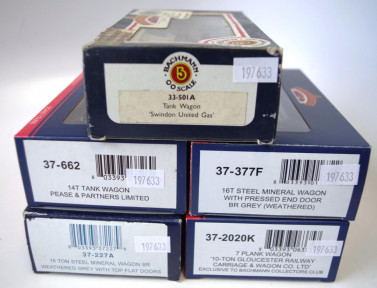 BACHMANN
OO SCALE
197633
33-501A
Tank Wagon
'Swindon United Gas'
37-662
197633
14T TANK WAGON
PEASE & PARTNERS LIMITED
37-377F
197633
16T STEEL MINERAL WAGON
WITH PRESSED END DOOR
BR GREY (WEATHERED)
37-227A
197633
16 TON STEEL MINERAL WAGON BR
WEATHERED GREY WITH TOP FLAT DOORS
37-2020K
197633
7 PLANK WAGON
'10-TON GLOUCESTER RAILWAY
CARRIAGE & WAGON CO. LTD'
EXCLUSIVE TO BACHMANN COLLECTORS CLUB